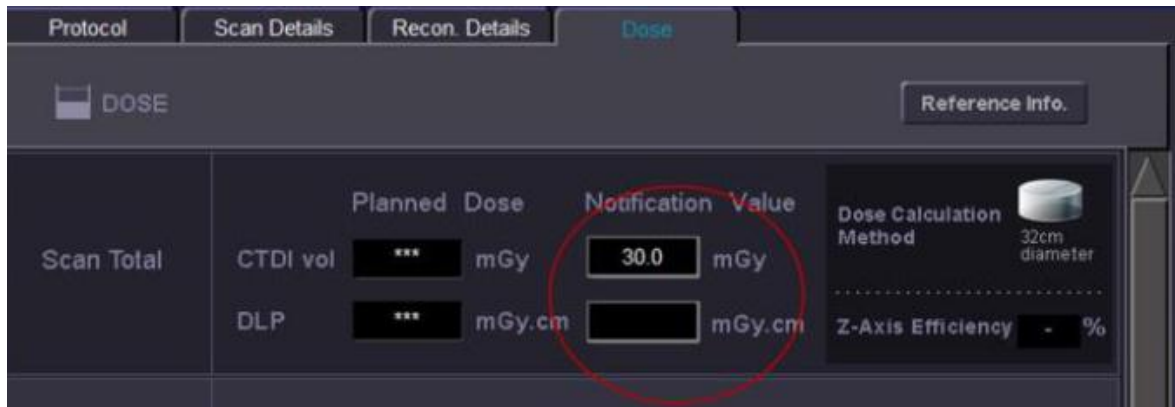 Protocol Scan Details Recon. Details Dose
DOSE Reference Info.
Planned Dose Notification Value
Scan Total CTDI vol *** mGy 30.0 mGy
DLP *** mGy.cm mGy.cm
Dose Calculation
Method
32cm
diameter
Z-Axis Efficiency - %